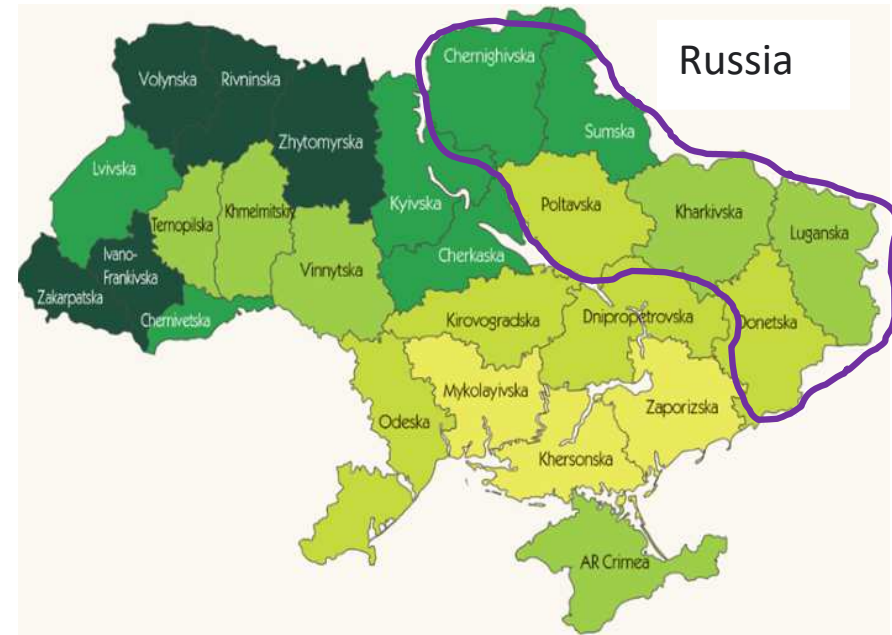 Russia
Chernighivska
Volynska
Rivninska
Sumska
Zhytomyrska
Lvivska
Kyivska
Poltavska
Kharkivska
Ternopilska
Khmelmitskiy
Luganska
Ivano-
Frankivska
Vinnytska
Cherkaska
Zakarpatska
Chernivetska
Kirovogradska
Dnipropetrovska
Donetska
Mykolayivska
Zaporizska
Odeska
Khersonska
AR Crimea